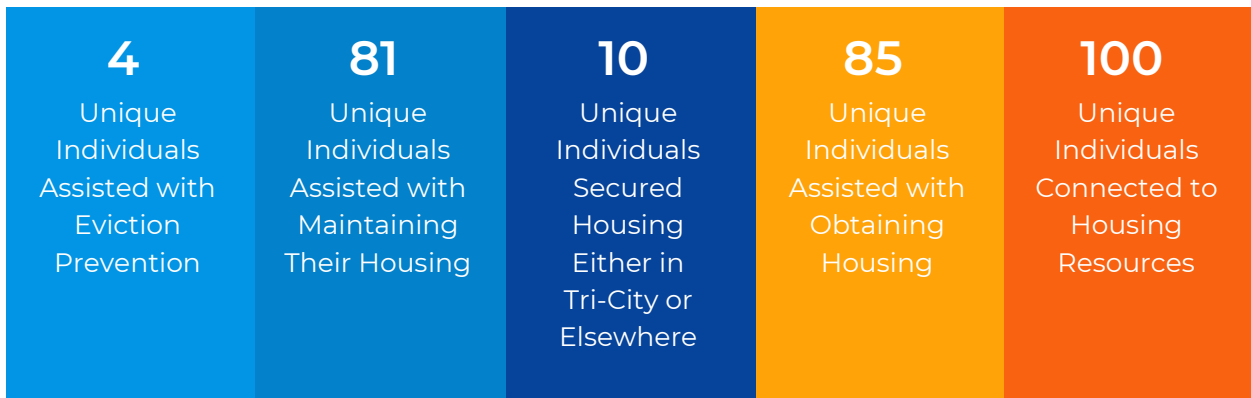 4
Unique
Individuals
Assisted with
Eviction
Prevention
81
Unique
Individuals
Assisted with
Maintaining
Their Housing
10
Unique
Individuals
Secured
Housing
Either in
Tri-City or
Elsewhere
85
Unique
Individuals
Assisted with
Obtaining
Housing
100
Unique
Individuals
Connected to
Housing
Resources